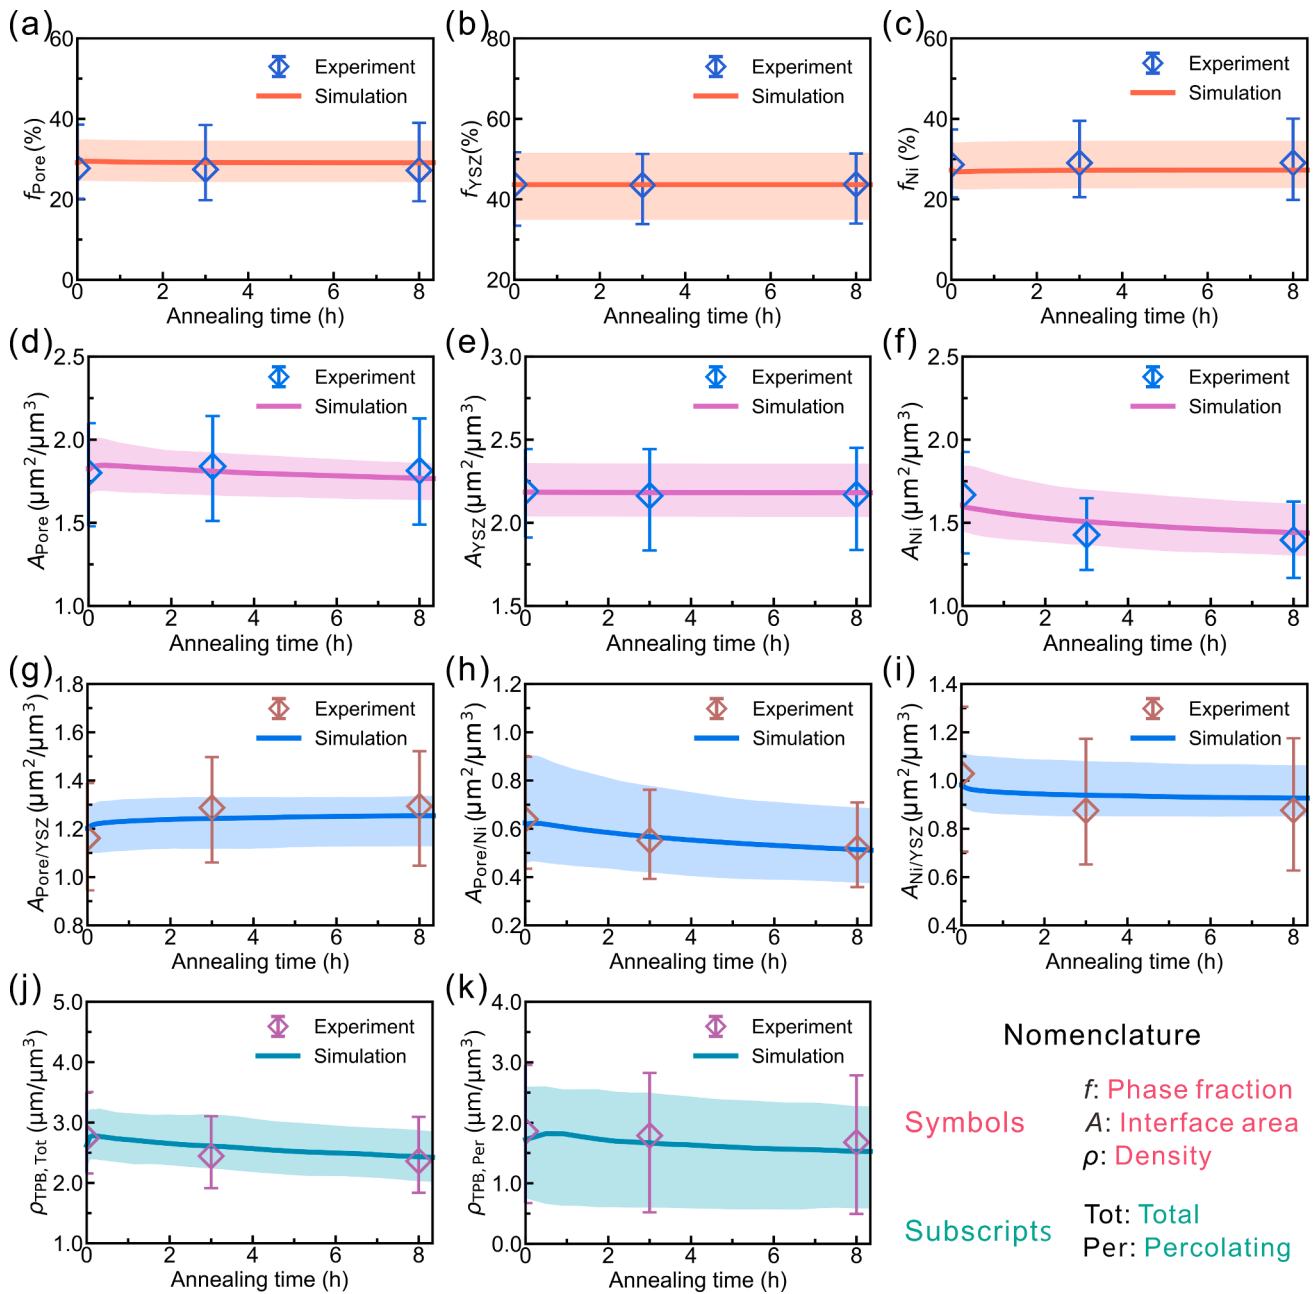 (a)
60
40
20
0
f_Pore (%)
Experiment
Simulation
0 2 4 6 8
Annealing time (h)
(b)
80
60
40
20
f_YSZ (%)
Experiment
Simulation
0 2 4 6 8
Annealing time (h)
(c)
60
40
20
0
f_Ni (%)
Experiment
Simulation
0 2 4 6 8
Annealing time (h)
(d)
2.5
2.0
1.5
1.0
A_Pore (μm²/μm³)
Experiment
Simulation
0 2 4 6 8
Annealing time (h)
(e)
3.0
2.5
2.0
1.5
A_YSZ (μm²/μm³)
Experiment
Simulation
0 2 4 6 8
Annealing time (h)
(f)
2.5
2.0
1.5
1.0
A_Ni (μm²/μm³)
Experiment
Simulation
0 2 4 6 8
Annealing time (h)
(g)
1.8
1.6
1.4
1.2
1.0
0.8
A_Pore/YSZ (μm²/μm³)
Experiment
Simulation
0 2 4 6 8
Annealing time (h)
(h)
1.2
1.0
0.8
0.6
0.4
0.2
A_Pore/Ni (μm²/μm³)
Experiment
Simulation
0 2 4 6 8
Annealing time (h)
(i)
1.4
1.2
1.0
0.8
0.6
0.4
A_Ni/YSZ (μm²/μm³)
Experiment
Simulation
0 2 4 6 8
Annealing time (h)
(j)
5.0
4.0
3.0
2.0
1.0
ρ_TPB, Tot (μm/μm³)
Experiment
Simulation
0 2 4 6 8
Annealing time (h)
(k)
4.0
3.0
2.0
1.0
0.0
ρ_TPB, Per (μm/μm³)
Experiment
Simulation
0 2 4 6 8
Annealing time (h)
Nomenclature
Symbols
f: Phase fraction
A: Interface area
ρ: Density
Subscripts
Tot: Total
Per: Percolating